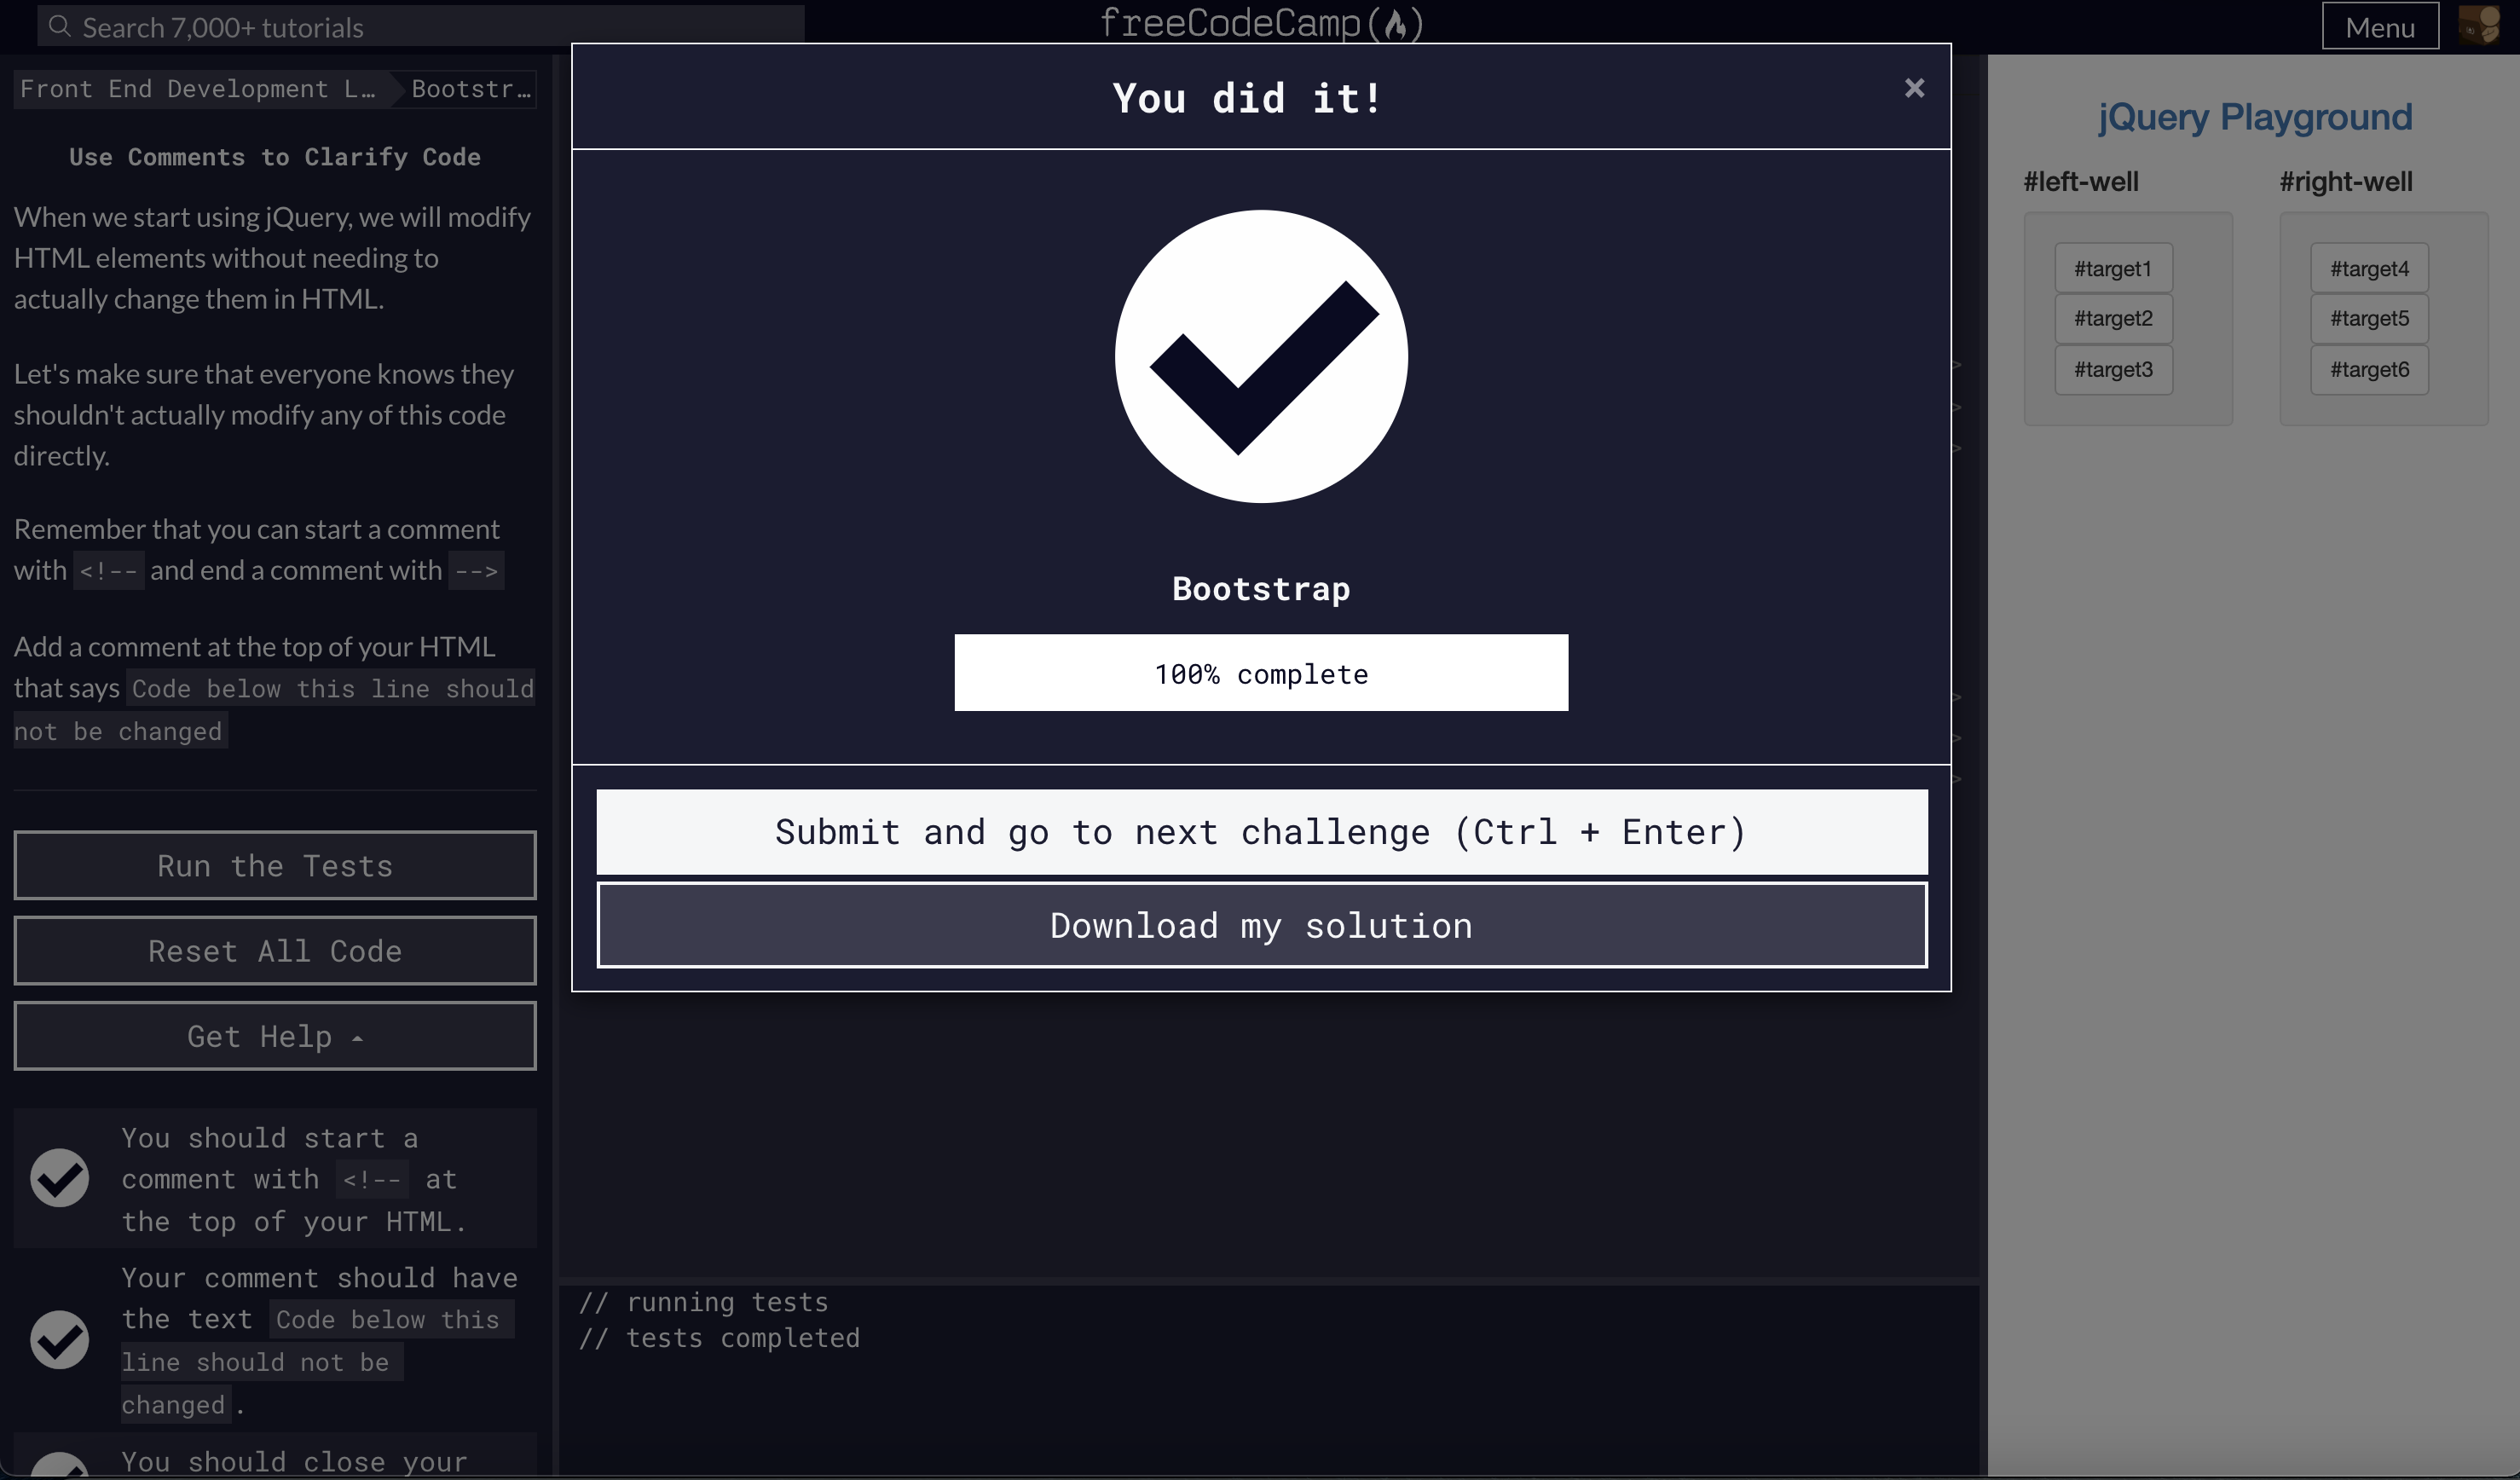 Search 7,000+ tutorials
freeCodeCamp(🔥)
Menu
Front End Development L…
Bootstr…
Use Comments to Clarify Code
When we start using jQuery, we will modify
HTML elements without needing to
actually change them in HTML.
Let's make sure that everyone knows they
shouldn't actually modify any of this code
directly.
Remember that you can start a comment
with <!-- and end a comment with -->
Add a comment at the top of your HTML
that says Code below this line should
not be changed
Run the Tests
Reset All Code
Get Help
You should start a
comment with <!-- at
the top of your HTML.
Your comment should have
the text Code below this
line should not be
changed.
You should close your
You did it!
×
Bootstrap
100% complete
Submit and go to next challenge (Ctrl + Enter)
Download my solution
>
>
>
>
>
>
// running tests
// tests completed
jQuery Playground
#left-well
#target1
#target2
#target3
#right-well
#target4
#target5
#target6